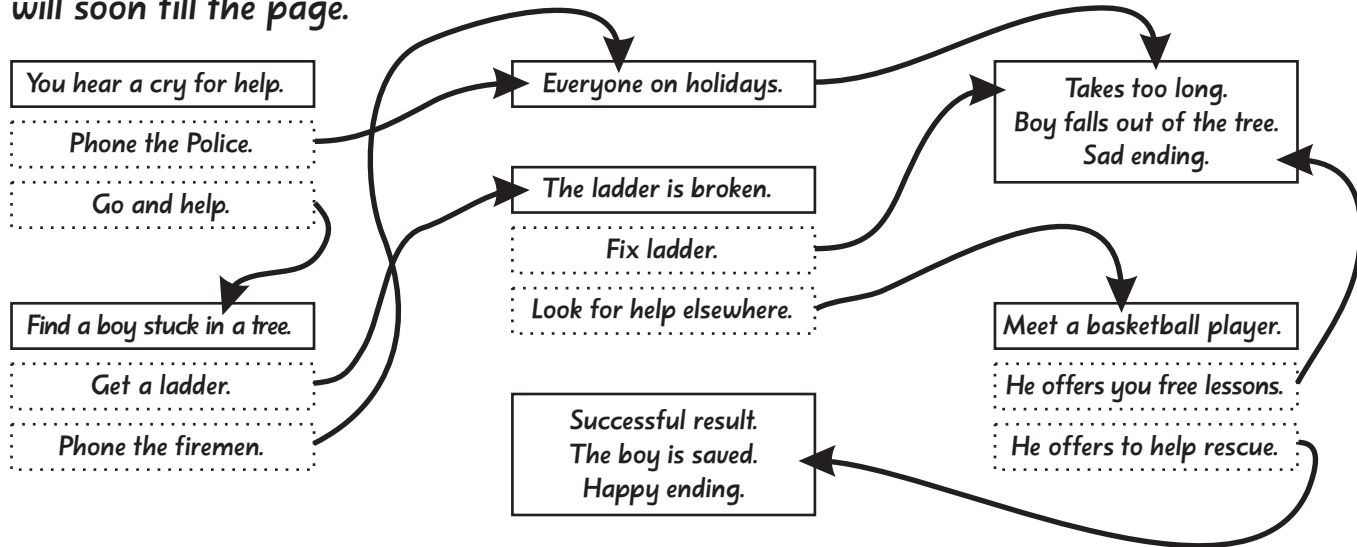 will soon fill the page.
You hear a cry for help.
Phone the Police.
Go and help.
Find a boy stuck in a tree.
Get a ladder.
Phone the firemen.
Everyone on holidays.
The ladder is broken.
Fix ladder.
Look for help elsewhere.
Successful result.
The boy is saved.
Happy ending.
Takes too long.
Boy falls out of the tree.
Sad ending.
Meet a basketball player.
He offers you free lessons.
He offers to help rescue.